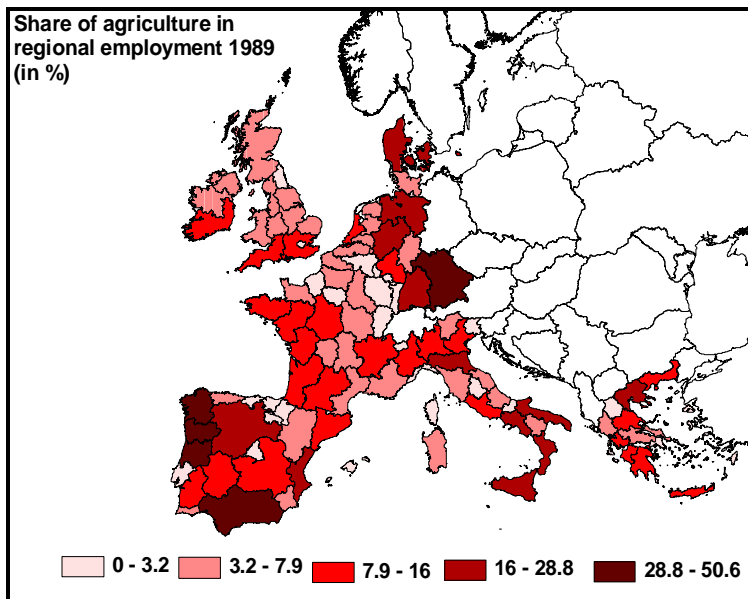 Share of agriculture in
regional employment 1989
(in %)
0 - 3.2
3.2 - 7.9
7.9 - 16
16 - 28.8
28.8 - 50.6